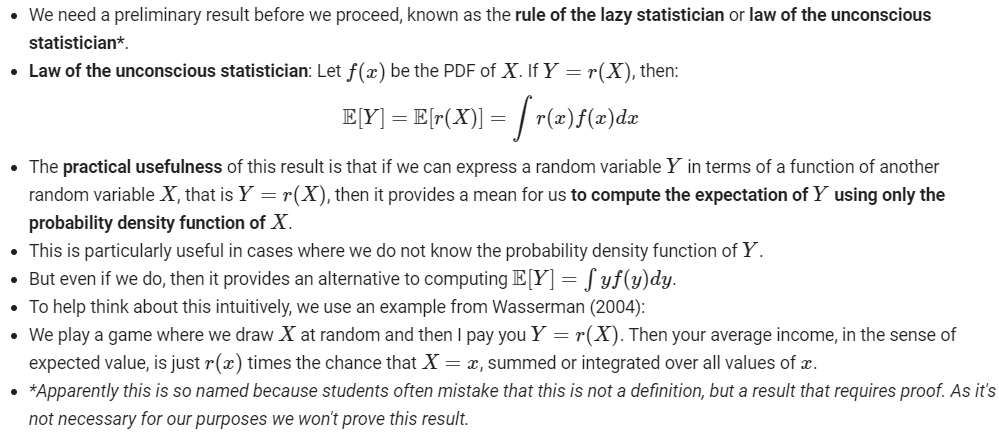 • We need a preliminary result before we proceed, known as the rule of the lazy statistician or law of the unconscious
statistician*.
• Law of the unconscious statistician: Let f(x) be the PDF of X. If Y = r(X), then:
𝔼[Y] = 𝔼[r(X)] = ∫ r(x)f(x)dx
• The practical usefulness of this result is that if we can express a random variable Y in terms of a function of another
random variable X, that is Y = r(X), then it provides a mean for us to compute the expectation of Y using only the
probability density function of X.
• This is particularly useful in cases where we do not know the probability density function of Y.
• But even if we do, then it provides an alternative to computing 𝔼[Y] = ∫ yf(y)dy.
• To help think about this intuitively, we use an example from Wasserman (2004):
• We play a game where we draw X at random and then I pay you Y = r(X). Then your average income, in the sense of
expected value, is just r(x) times the chance that X = x, summed or integrated over all values of x.
• *Apparently this is so named because students often mistake that this is not a definition, but a result that requires proof. As it's
not necessary for our purposes we won't prove this result.